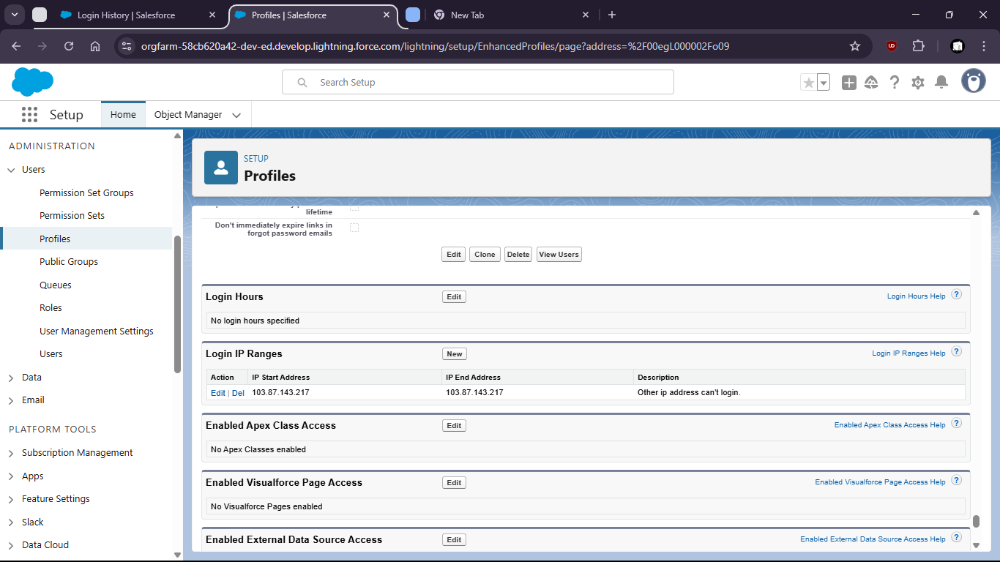 Login History | Salesforce
Profiles | Salesforce
New Tab
orgfarm-58cb620a42-dev-ed.develop.lightning.force.com/lightning/setup/EnhancedProfiles/page?address=%2F00egL000002Fo09
Search Setup
Setup
Home
Object Manager
ADMINISTRATION
Users
Permission Set Groups
Permission Sets
Profiles
Public Groups
Queues
Roles
User Management Settings
Users
Data
Email
PLATFORM TOOLS
Subscription Management
Apps
Feature Settings
Slack
Data Cloud
SETUP
Profiles
lifetime
Don't immediately expire links in
forgot password emails
Edit Clone Delete View Users
Login Hours Edit Login Hours Help ?
No login hours specified
Login IP Ranges New Login IP Ranges Help ?
Action IP Start Address IP End Address Description
Edit | Del 103.87.143.217 103.87.143.217 Other ip address can't login.
Enabled Apex Class Access Edit Enabled Apex Class Access Help ?
No Apex Classes enabled
Enabled Visualforce Page Access Edit Enabled Visualforce Page Access Help ?
No Visualforce Pages enabled
Enabled External Data Source Access Edit Enabled External Data Source Access Help ?